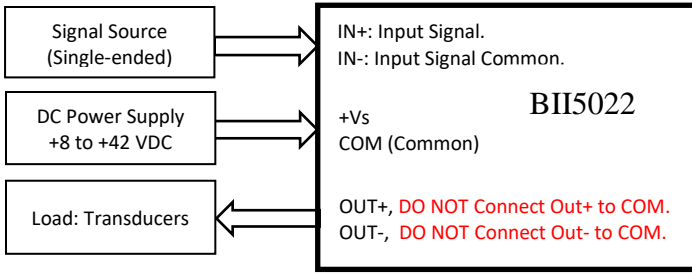 Signal Source
(Single-ended)
DC Power Supply
+8 to +42 VDC
Load: Transducers
IN+: Input Signal.
IN-: Input Signal Common.
BII5022
+Vs
COM (Common)
OUT+, DO NOT Connect Out+ to COM.
OUT-, DO NOT Connect Out- to COM.